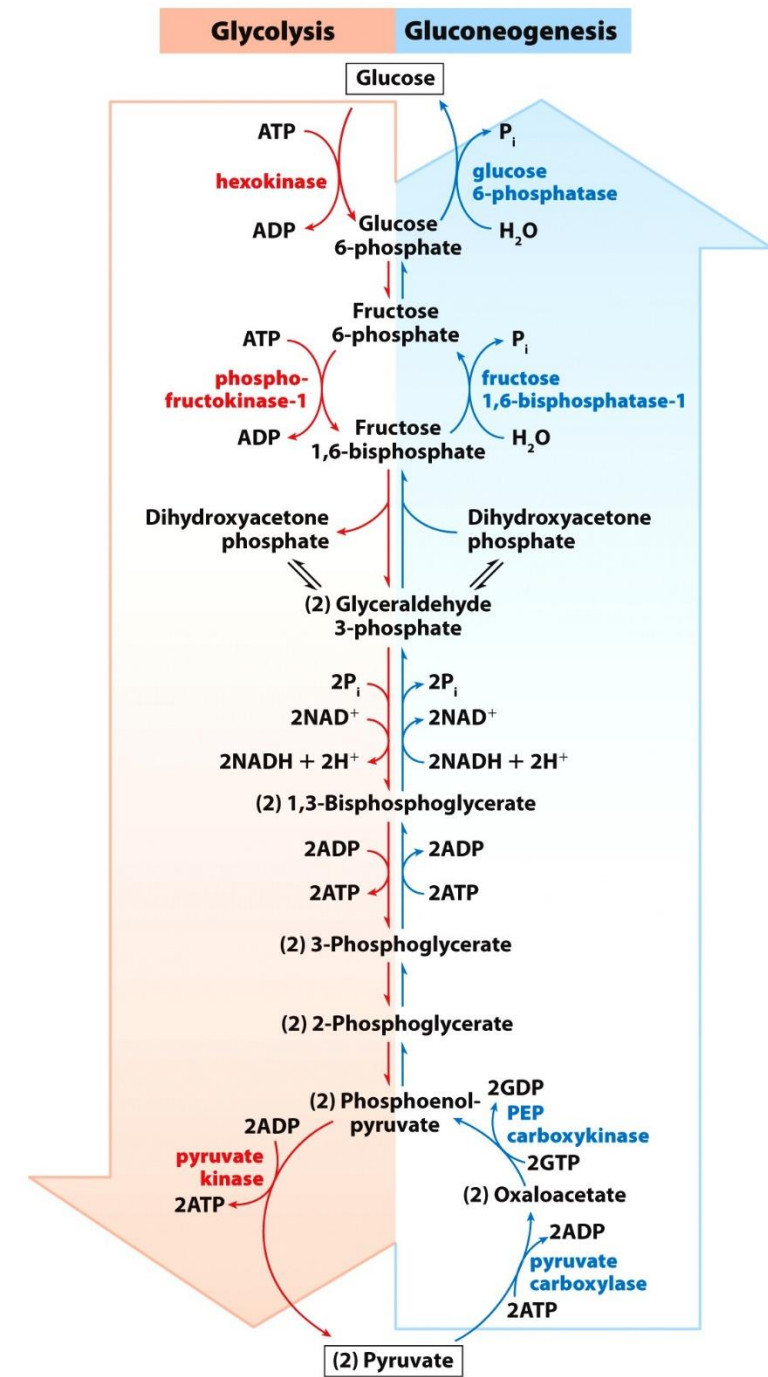 Glycolysis Gluconeogenesis
Glucose
ATP
hexokinase
ADP
Pi
glucose
6-phosphatase
H2O
Glucose
6-phosphate
Fructose
6-phosphate
ATP
phospho-
fructokinase-1
ADP
Pi
fructose
1,6-bisphosphatase-1
H2O
Fructose
1,6-bisphosphate
Dihydroxyacetone
phosphate
Dihydroxyacetone
phosphate
(2) Glyceraldehyde
3-phosphate
2Pi
2NAD+
2NADH + 2H+
2Pi
2NAD+
2NADH + 2H+
(2) 1,3-Bisphosphoglycerate
2ADP
2ATP
2ADP
2ATP
(2) 3-Phosphoglycerate
(2) 2-Phosphoglycerate
(2) Phosphoenol-
pyruvate
2ADP
pyruvate
kinase
2ATP
2GDP
PEP
carboxykinase
2GTP
(2) Oxaloacetate
2ADP
pyruvate
carboxylase
2ATP
(2) Pyruvate